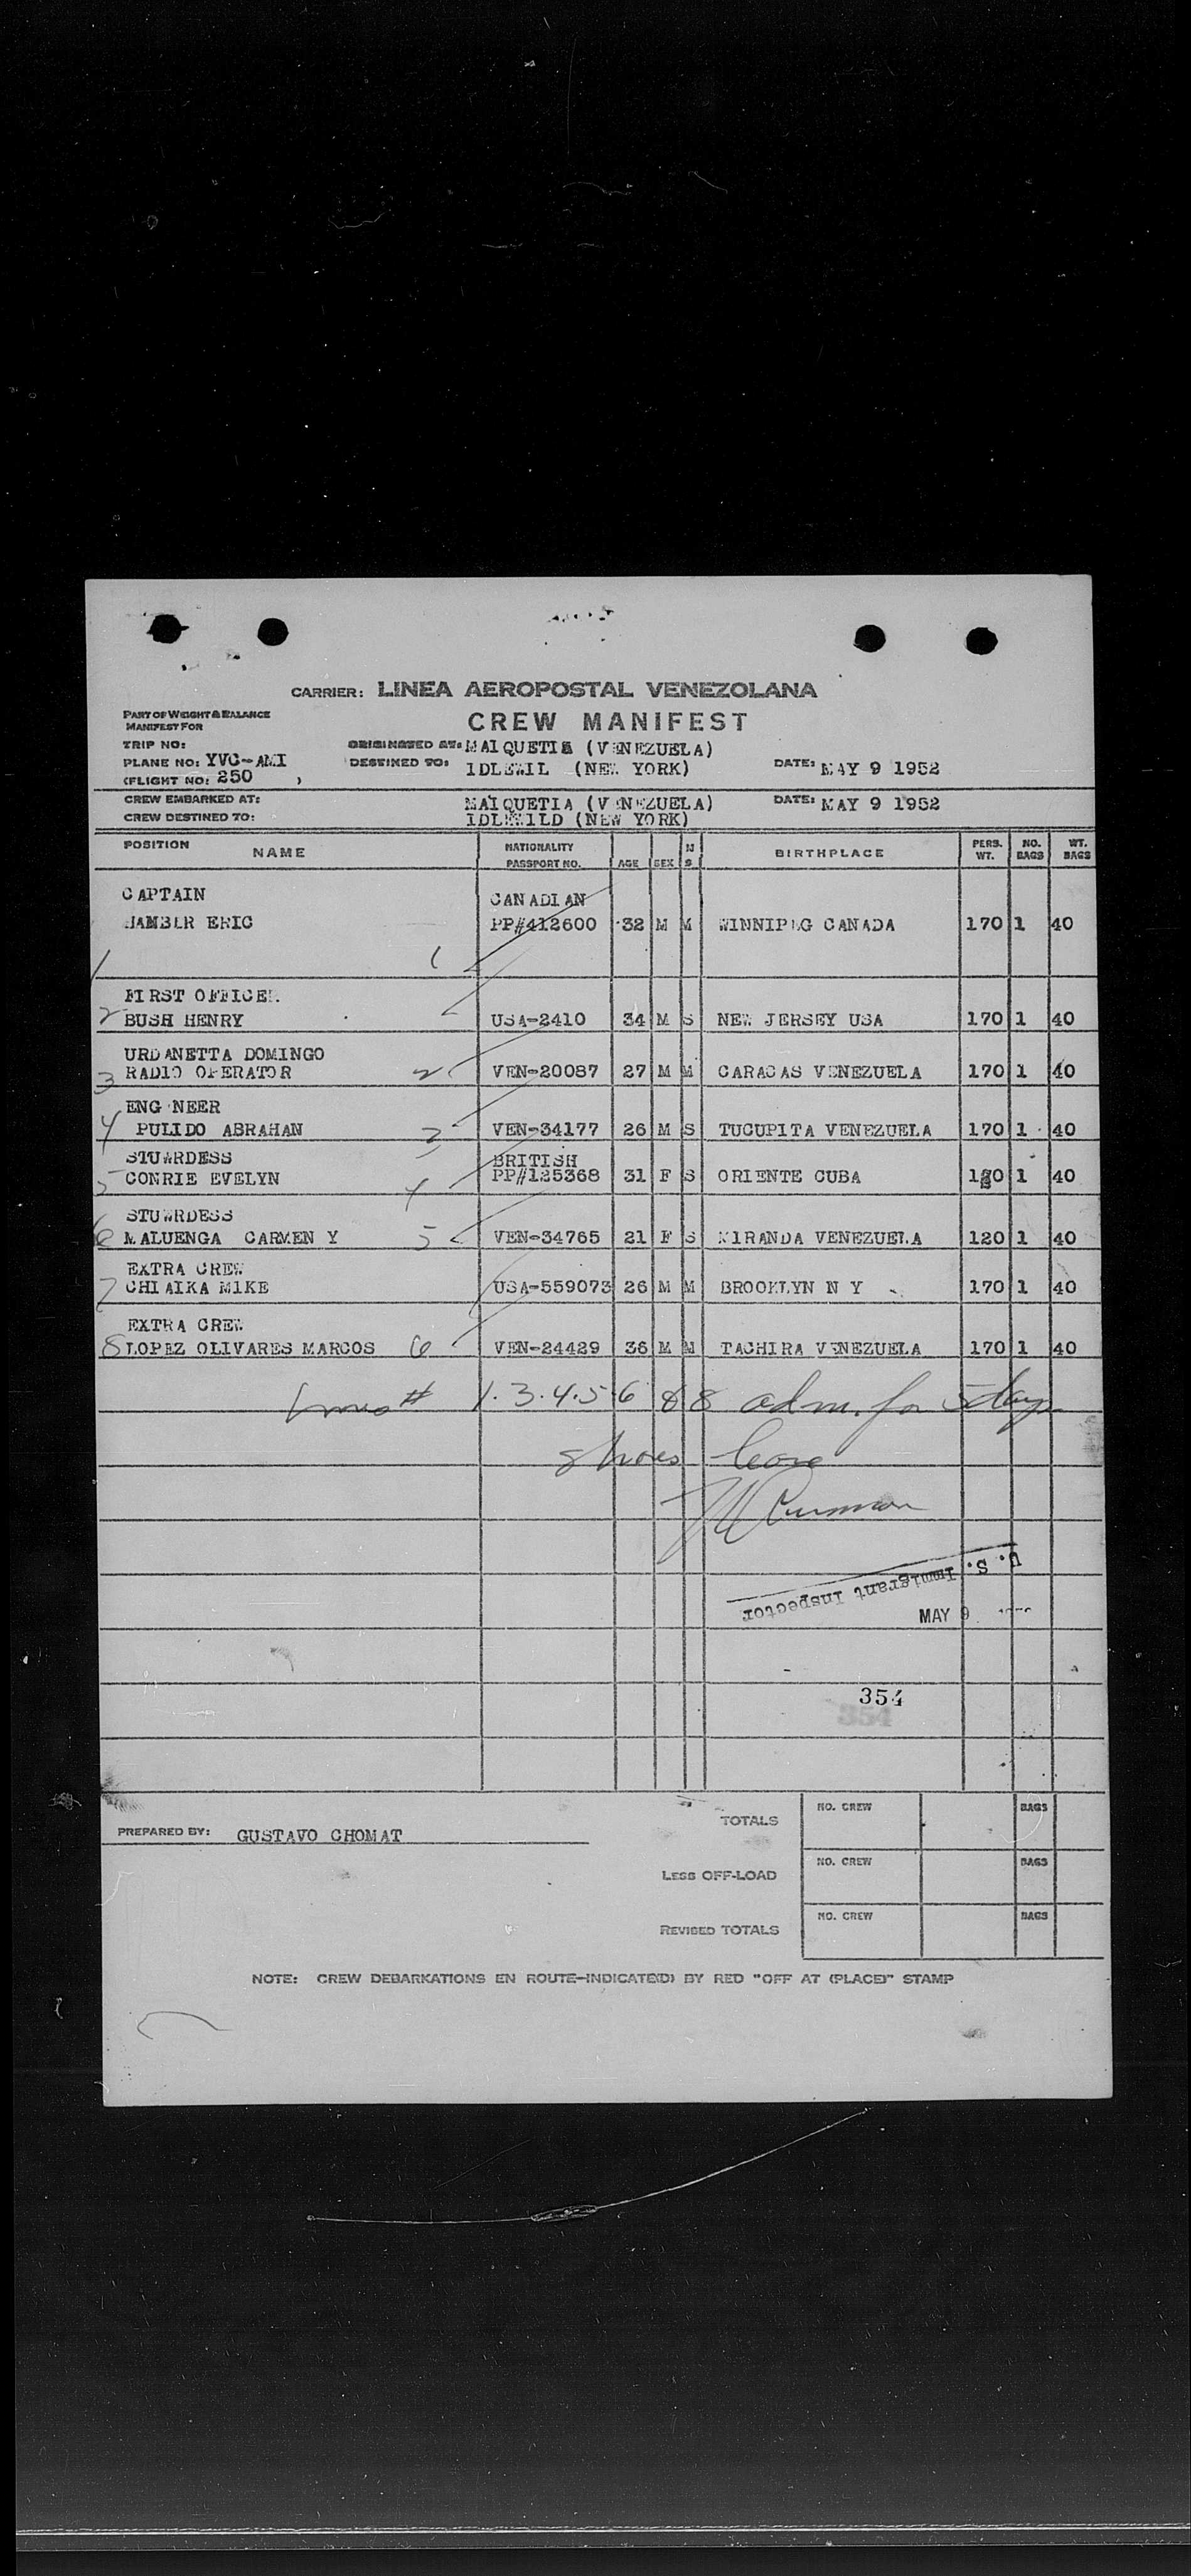 CARRIER: LINEA AEROPOSTAL VENEZOLANA
PART OF WEIGHT & BALANCE
MANIFEST FOR
CREW MANIFEST
TRIP NO:
ORIGINATED AT: MAIQUETIA (VENEZUELA)
PLANE NO: YVC-AMI
DESTINED TO: IDLEWIL (NEW YORK) DATE: MAY 9 1952
(FLIGHT NO: 250 )
CREW EMBARKED AT: MAIQUETIA (VENEZUELA) DATE: MAY 9 1952
CREW DESTINED TO: IDLEWILD (NEW YORK)
POSITION NAME NATIONALITY PASSPORT NO. AGE SEX M S BIRTHPLACE PERS. WT. NO. BAGS WT. BAGS
CAPTAIN CANADIAN
ERIC PP#412600 32 M M WINNIPEG CANADA 170 1 40
1 1
FIRST OFFICER
2 BUSH HENRY USA-2410 34 M S NEW JERSEY USA 170 1 40
URDANETTA DOMINGO
3 RADIO OPERATOR 2 VEN-20087 27 M M CARACAS VENEZUELA 170 1 40
ENG NEER
4 PULIDO ABRAHAN 3 VEN-34177 26 M S TUCUPITA VENEZUELA 170 1 40
STUWRDESS BRITISH
5 CONRIE EVELYN 4 PP#125368 31 F S ORIENTE CUBA 120 1 40
STUWRDESS
6 MALUENGA CARMEN Y 5 VEN-34765 21 F S MIRANDA VENEZUELA 120 1 40
EXTRA CREW
7 CHIAIKA MIKE USA-559073 26 M M BROOKLYN N Y 170 1 40
EXTRA CREW
8 LOPEZ OLIVARES MARCOS 6 VEN-24429 36 M M TACHIRA VENEZUELA 170 1 40
# 1.3.4.5 6 & 8 adm. for 5 days
shore leave
U. S. Immigrant Inspector
MAY 9
354
354
TOTALS NO. CREW BAGS
PREPARED BY: GUSTAVO CHOMAT
LESS OFF-LOAD NO. CREW BAGS
REVISED TOTALS NO. CREW BAGS
NOTE: CREW DEBARKATIONS EN ROUTE-INDICATE(D) BY RED "OFF AT (PLACE)" STAMP